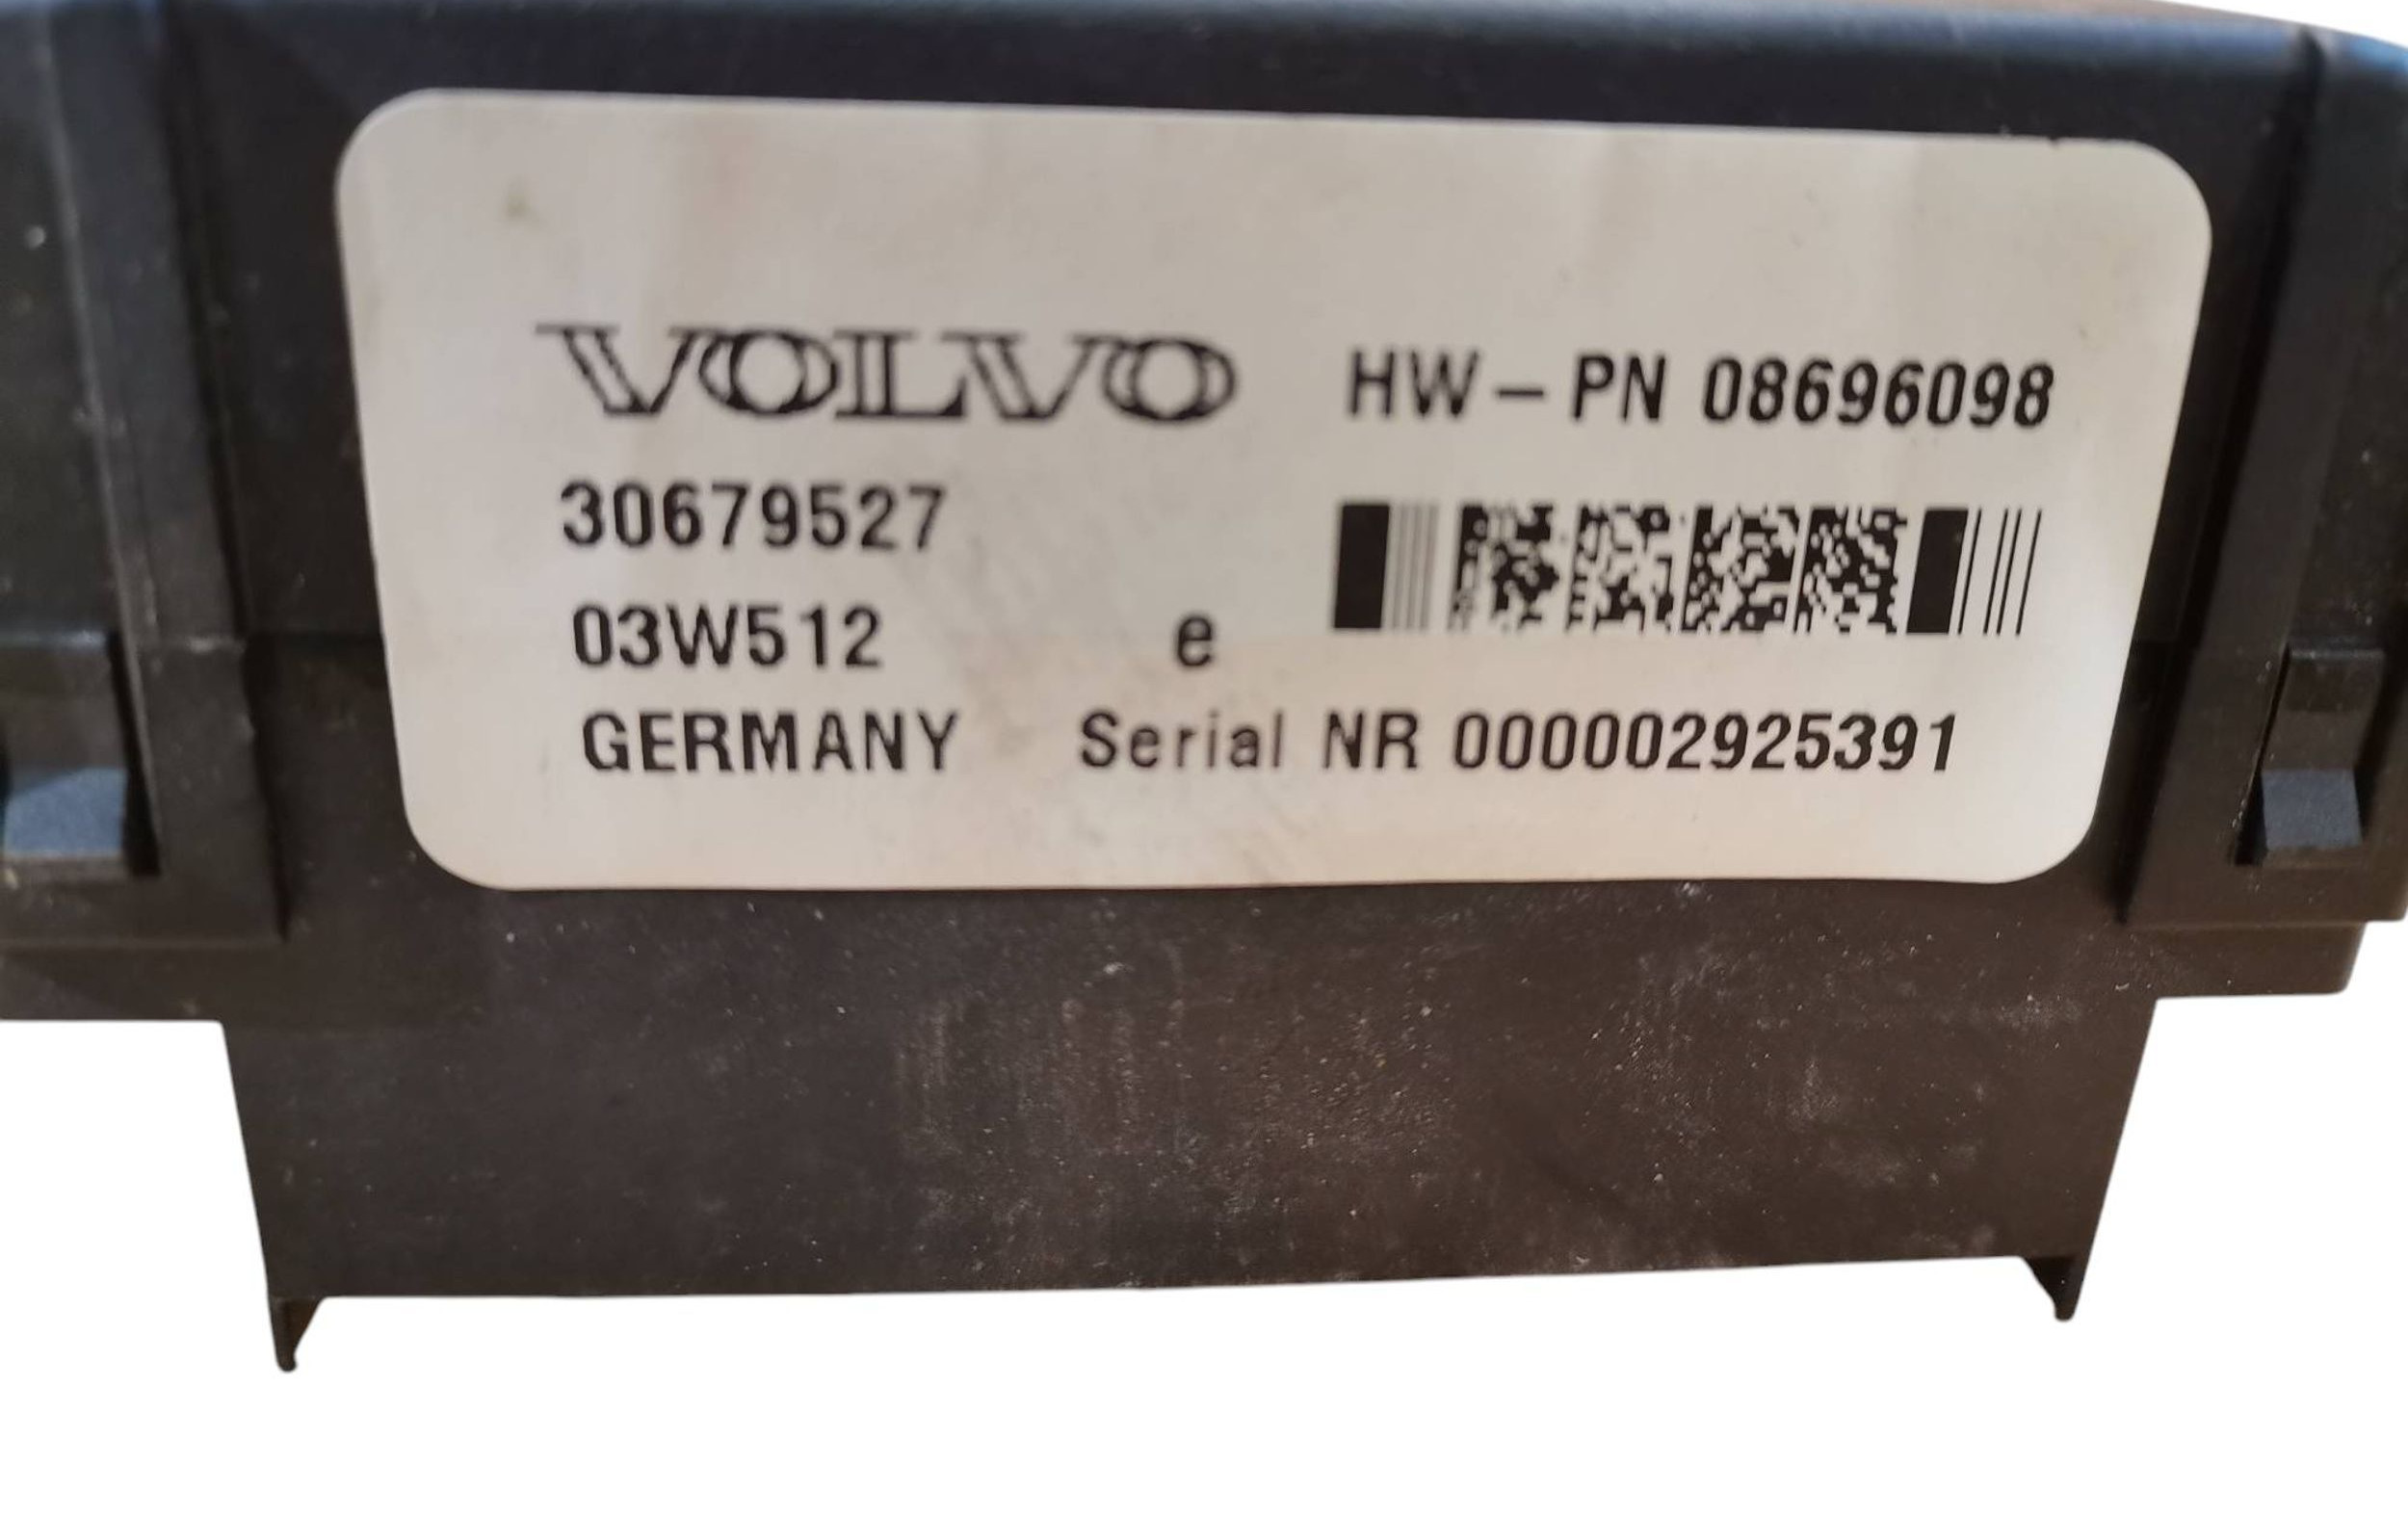 VOLVO HW-PN 08696098
30679527
03W512 e
GERMANY Serial NR 000002925391